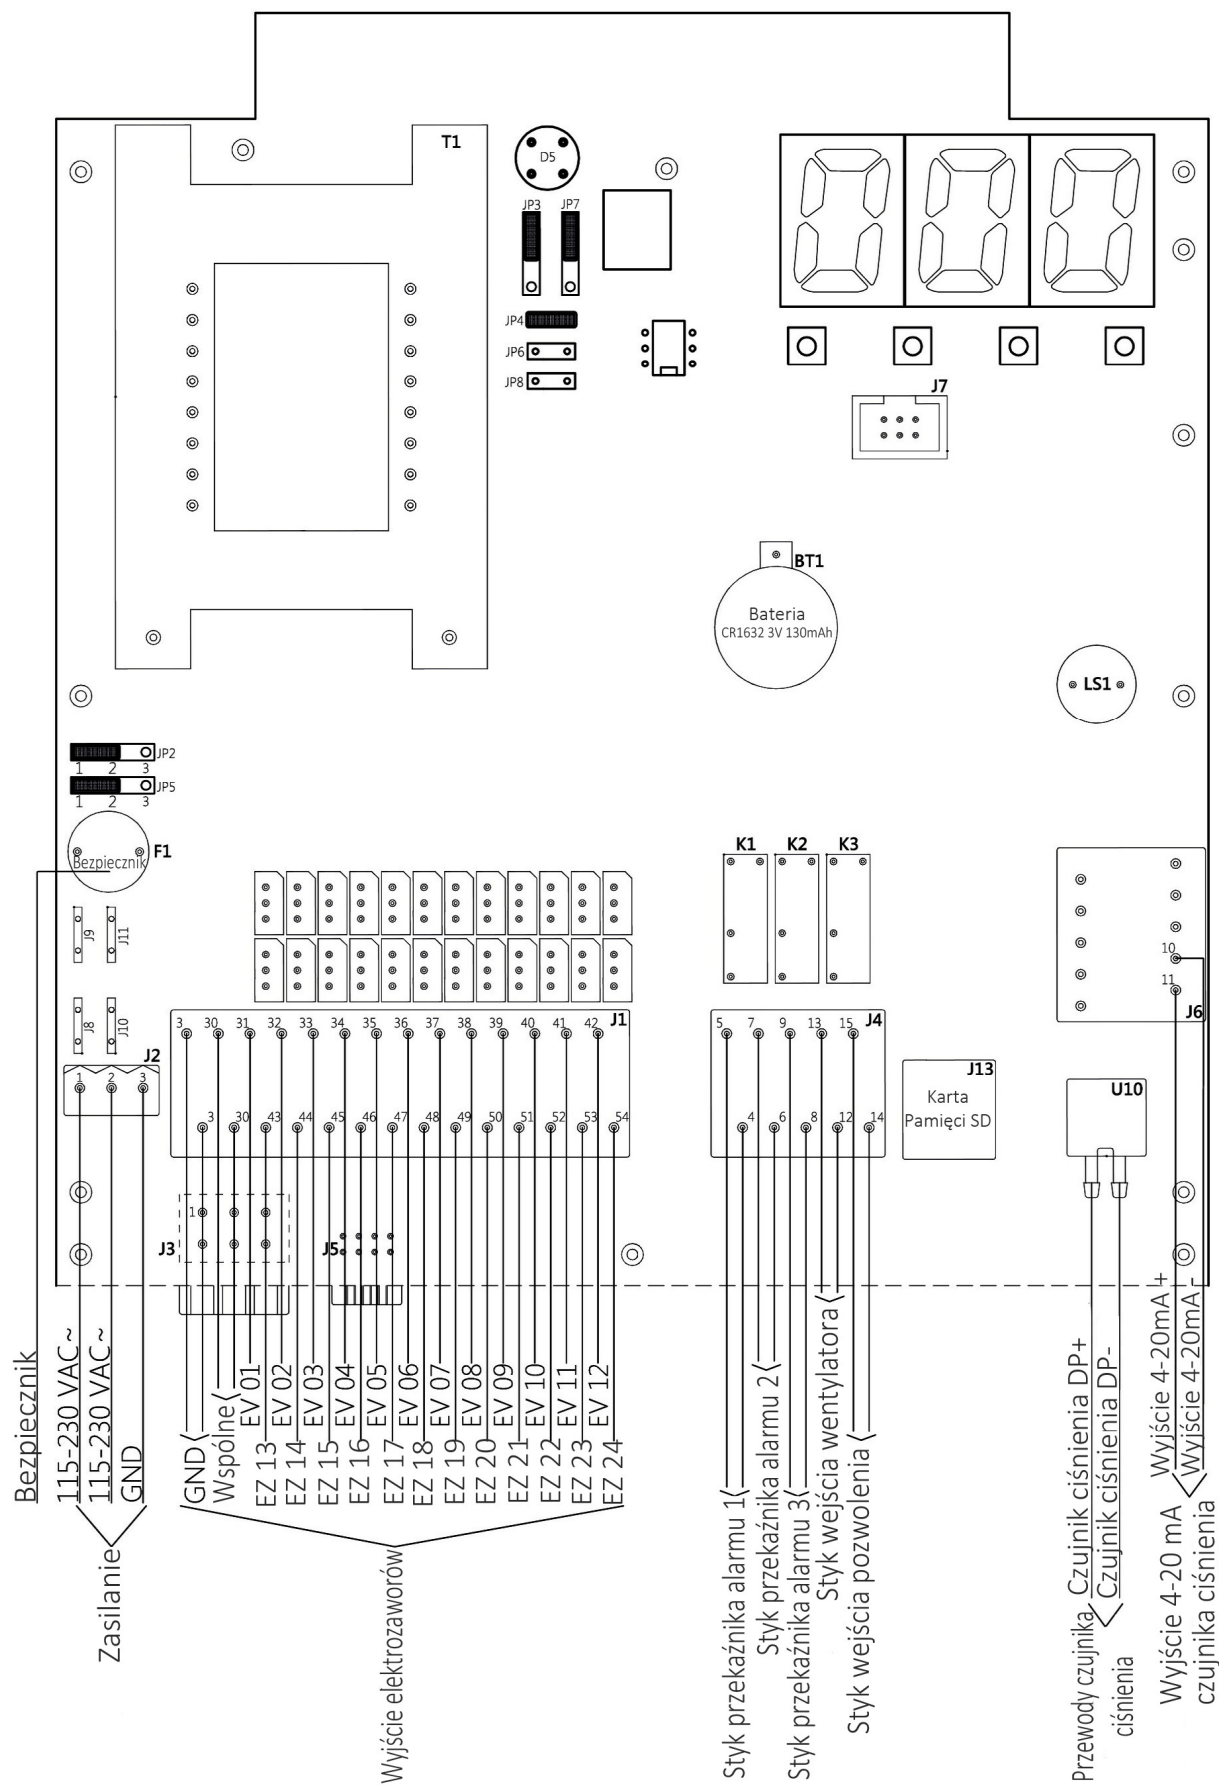 T1
D5
JP3
JP7
JP4
JP6
JP8
J7
BT1
Bateria
CR1632 3V 130mAh
LS1
JP2
1 2 3
JP5
1 2 3
F1
Bezpiecznik
K1
K2
K3
J9
J11
J8
J10
J2
1 2 3
J1
3 30 31 32 33 34 35 36 37 38 39 40 41 42
3 30 43 44 45 46 47 48 49 50 51 52 53 54
J4
5 7 9 13 15
4 6 8 12 14
J13
Karta
Pamięci SD
10
11
J6
U10
1
J3
J5
Bezpiecznik
115-230 VAC~
115-230 VAC~
GND
Zasilanie
GND
Wspólne
EV 01
EZ 13
EV 02
EZ 14
EV 03
EZ 15
EV 04
EZ 16
EV 05
EZ 17
EV 06
EZ 18
EV 07
EZ 19
EV 08
EZ 20
EV 09
EZ 21
EV 10
EZ 22
EV 11
EZ 23
EV 12
EZ 24
Wyjście elektrozaworów
Styk przekaźnika alarmu 1
Styk przekaźnika alarmu 2
Styk przekaźnika alarmu 3
Styk wejścia wentylatora
Styk wejścia pozwolenia
Czujnik ciśnienia DP+
Czujnik ciśnienia DP-
Przewody czujnika
ciśnienia
Wyjście 4-20mA +
Wyjście 4-20mA -
Wyjście 4-20 mA
czujnika ciśnienia